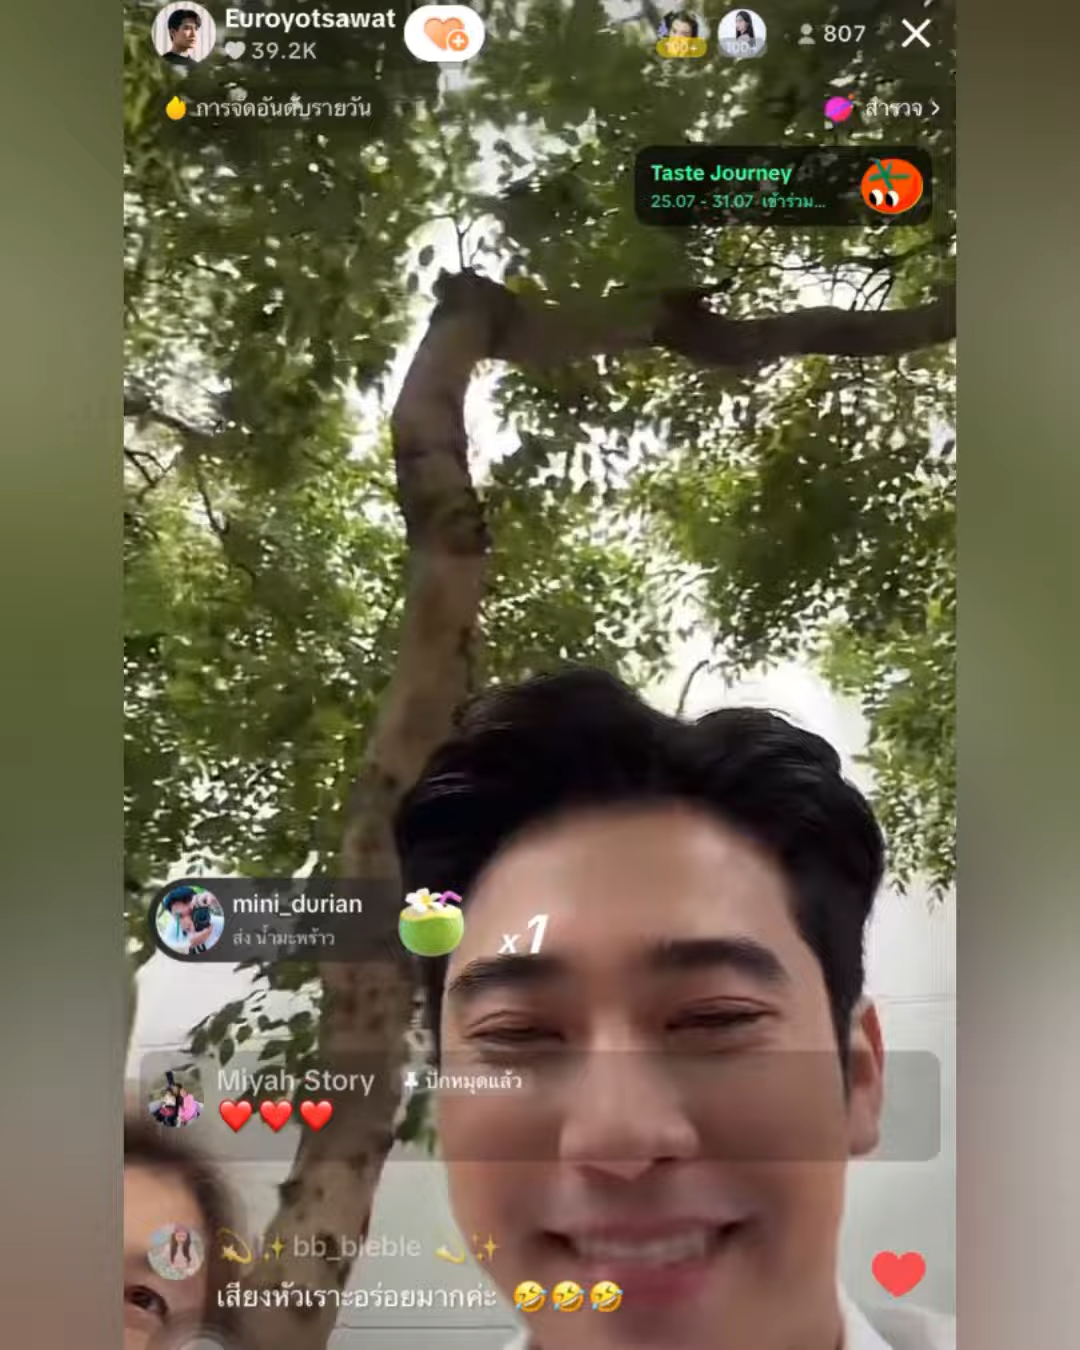 Euroyotsawat
39.2K
100+
100+
807
การจัดอันดับรายวัน
สำรวจ >
Taste Journey
25.07 - 31.07 เข้าร่วม...
mini_durian
ส่ง น้ำมะพร้าว
x1
Miyah Story
ปักหมุดแล้ว
bb_bleble
เสียงหัวเราะอร่อยมากค่ะ